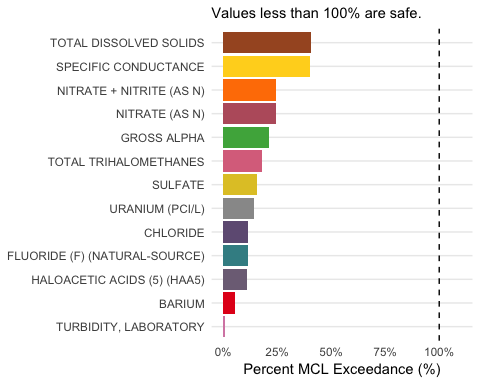 Values less than 100% are safe.
TOTAL DISSOLVED SOLIDS
SPECIFIC CONDUCTANCE
NITRATE + NITRITE (AS N)
NITRATE (AS N)
GROSS ALPHA
TOTAL TRIHALOMETHANES
SULFATE
URANIUM (PCI/L)
CHLORIDE
FLUORIDE (F) (NATURAL-SOURCE)
HALOACETIC ACIDS (5) (HAA5)
BARIUM
TURBIDITY, LABORATORY
0% 25% 50% 75% 100%
Percent MCL Exceedance (%)